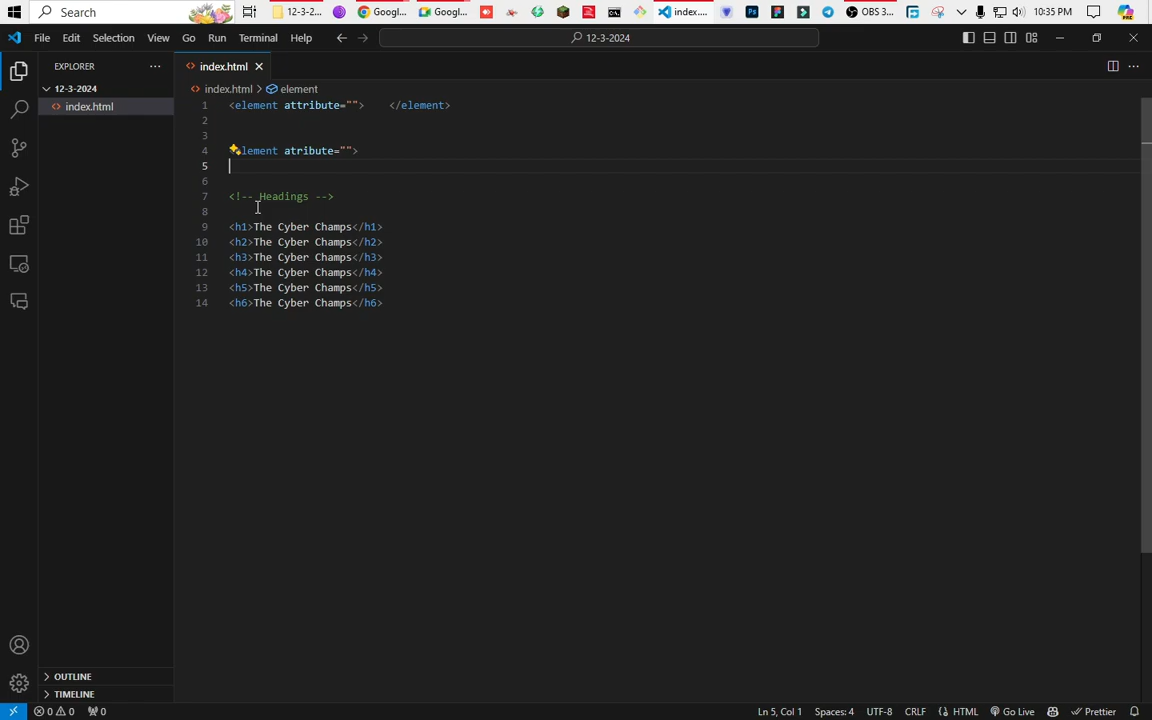 Search
12-3-2...
Googl...
Googl...
index....
OBS 3...
10:35 PM
File Edit Selection View Go Run Terminal Help
12-3-2024
EXPLORER
index.html
12-3-2024
index.html > element
index.html
1 <element attribute=""> </element>
2
3
4 lement atribute="">
5
6
7 <!-- Headings -->
8
9 <h1>The Cyber Champs</h1>
10 <h2>The Cyber Champs</h2>
11 <h3>The Cyber Champs</h3>
12 <h4>The Cyber Champs</h4>
13 <h5>The Cyber Champs</h5>
14 <h6>The Cyber Champs</h6>
OUTLINE
TIMELINE
0 0 0 Ln 5, Col 1 Spaces: 4 UTF-8 CRLF HTML Go Live Prettier